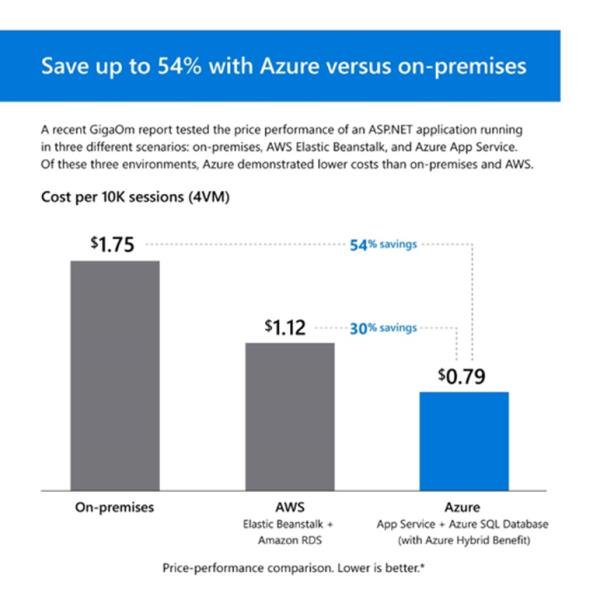 Save up to 54% with Azure versus on-premises
A recent GigaOm report tested the price performance of an ASP.NET application running
in three different scenarios: on-premises, AWS Elastic Beanstalk, and Azure App Service.
Of these three environments, Azure demonstrated lower costs than on-premises and AWS.
Cost per 10K sessions (4VM)
$1.75
54% savings
$1.12
30% savings
$0.79
On-premises
AWS
Elastic Beanstalk +
Amazon RDS
Azure
App Service + Azure SQL Database
(with Azure Hybrid Benefit)
Price-performance comparison. Lower is better.*